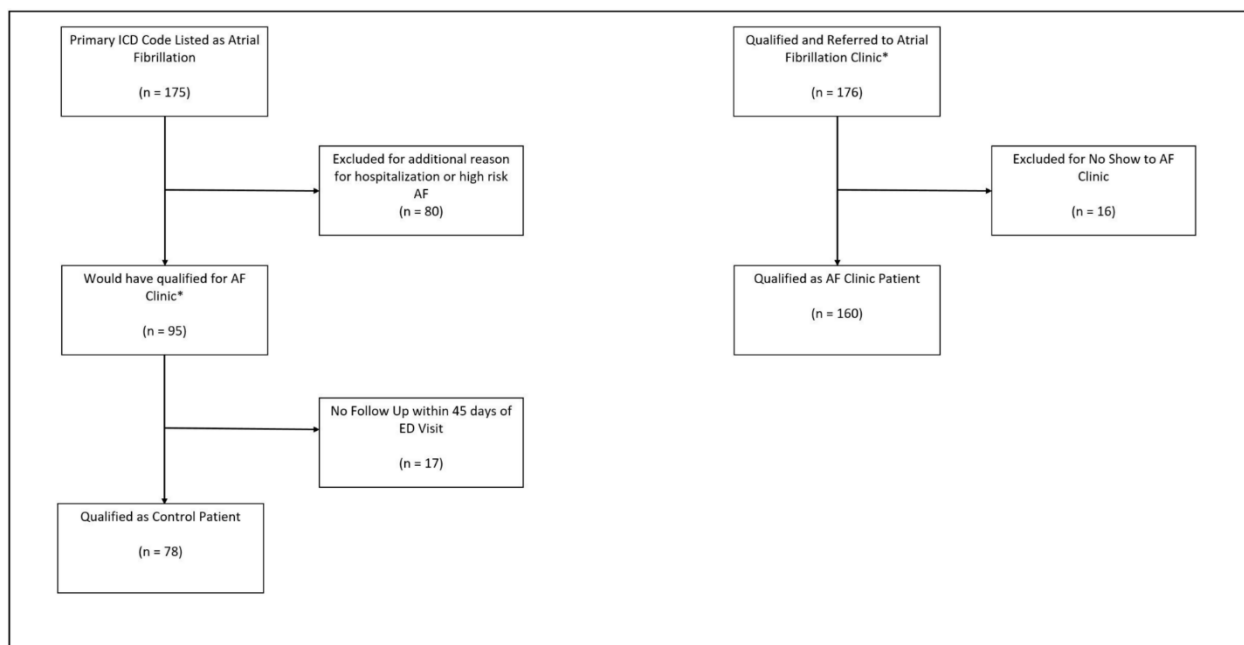 Primary ICD Code Listed as Atrial
Fibrillation
(n = 175)
Excluded for additional reason
for hospitalization or high risk
AF
(n = 80)
Would have qualified for AF
Clinic*
(n = 95)
No Follow Up within 45 days of
ED Visit
(n = 17)
Qualified as Control Patient
(n = 78)
Qualified and Referred to Atrial
Fibrillation Clinic*
(n = 176)
Excluded for No Show to AF
Clinic
(n = 16)
Qualified as AF Clinic Patient
(n = 160)